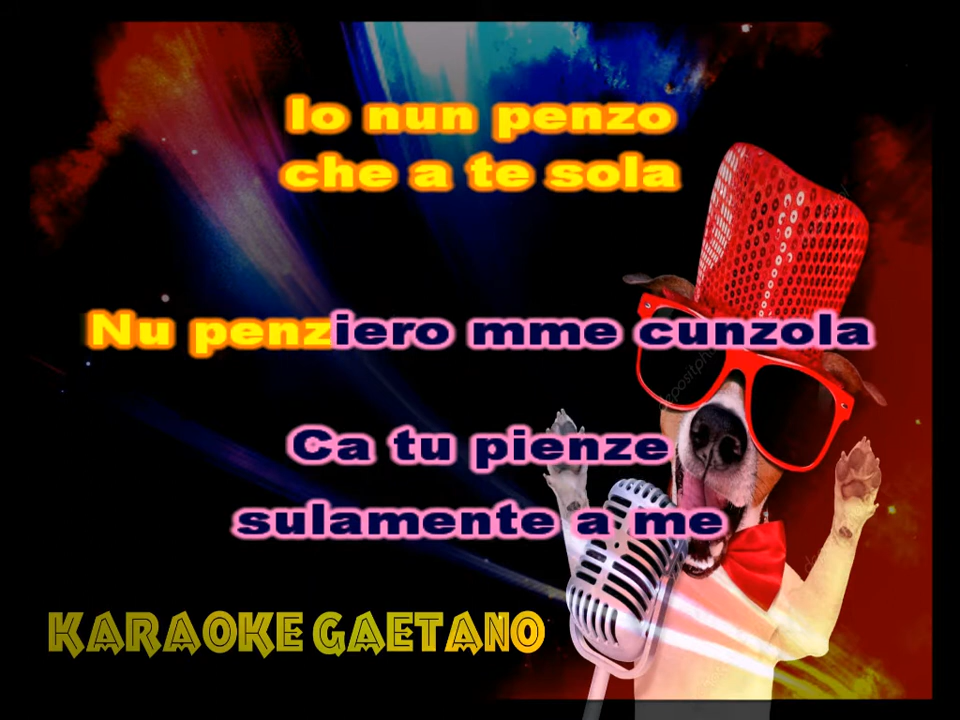 Io nun penzo
che a te sola
Nu penziero mme cunzola
Ca tu pienze
sulamente a me
KARAOKE GAETANO